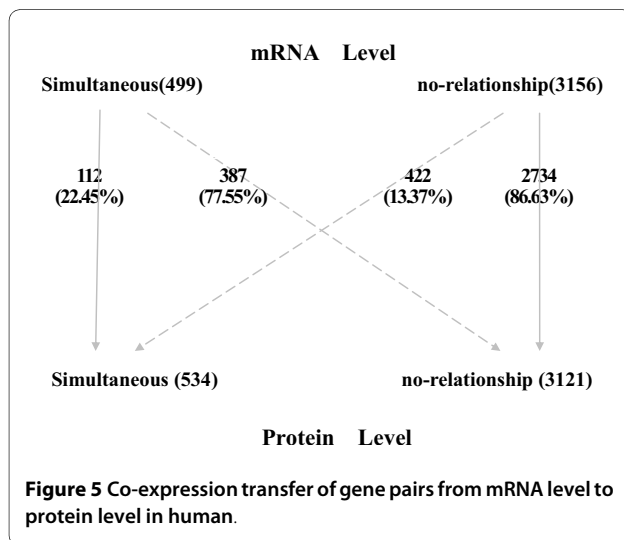 mRNA Level
Simultaneous(499) no-relationship(3156)
112 387 422 2734
(22.45%) (77.55%) (13.37%) (86.63%)
Simultaneous (534) no-relationship (3121)
Protein Level
Figure 5 Co-expression transfer of gene pairs from mRNA level to
protein level in human.